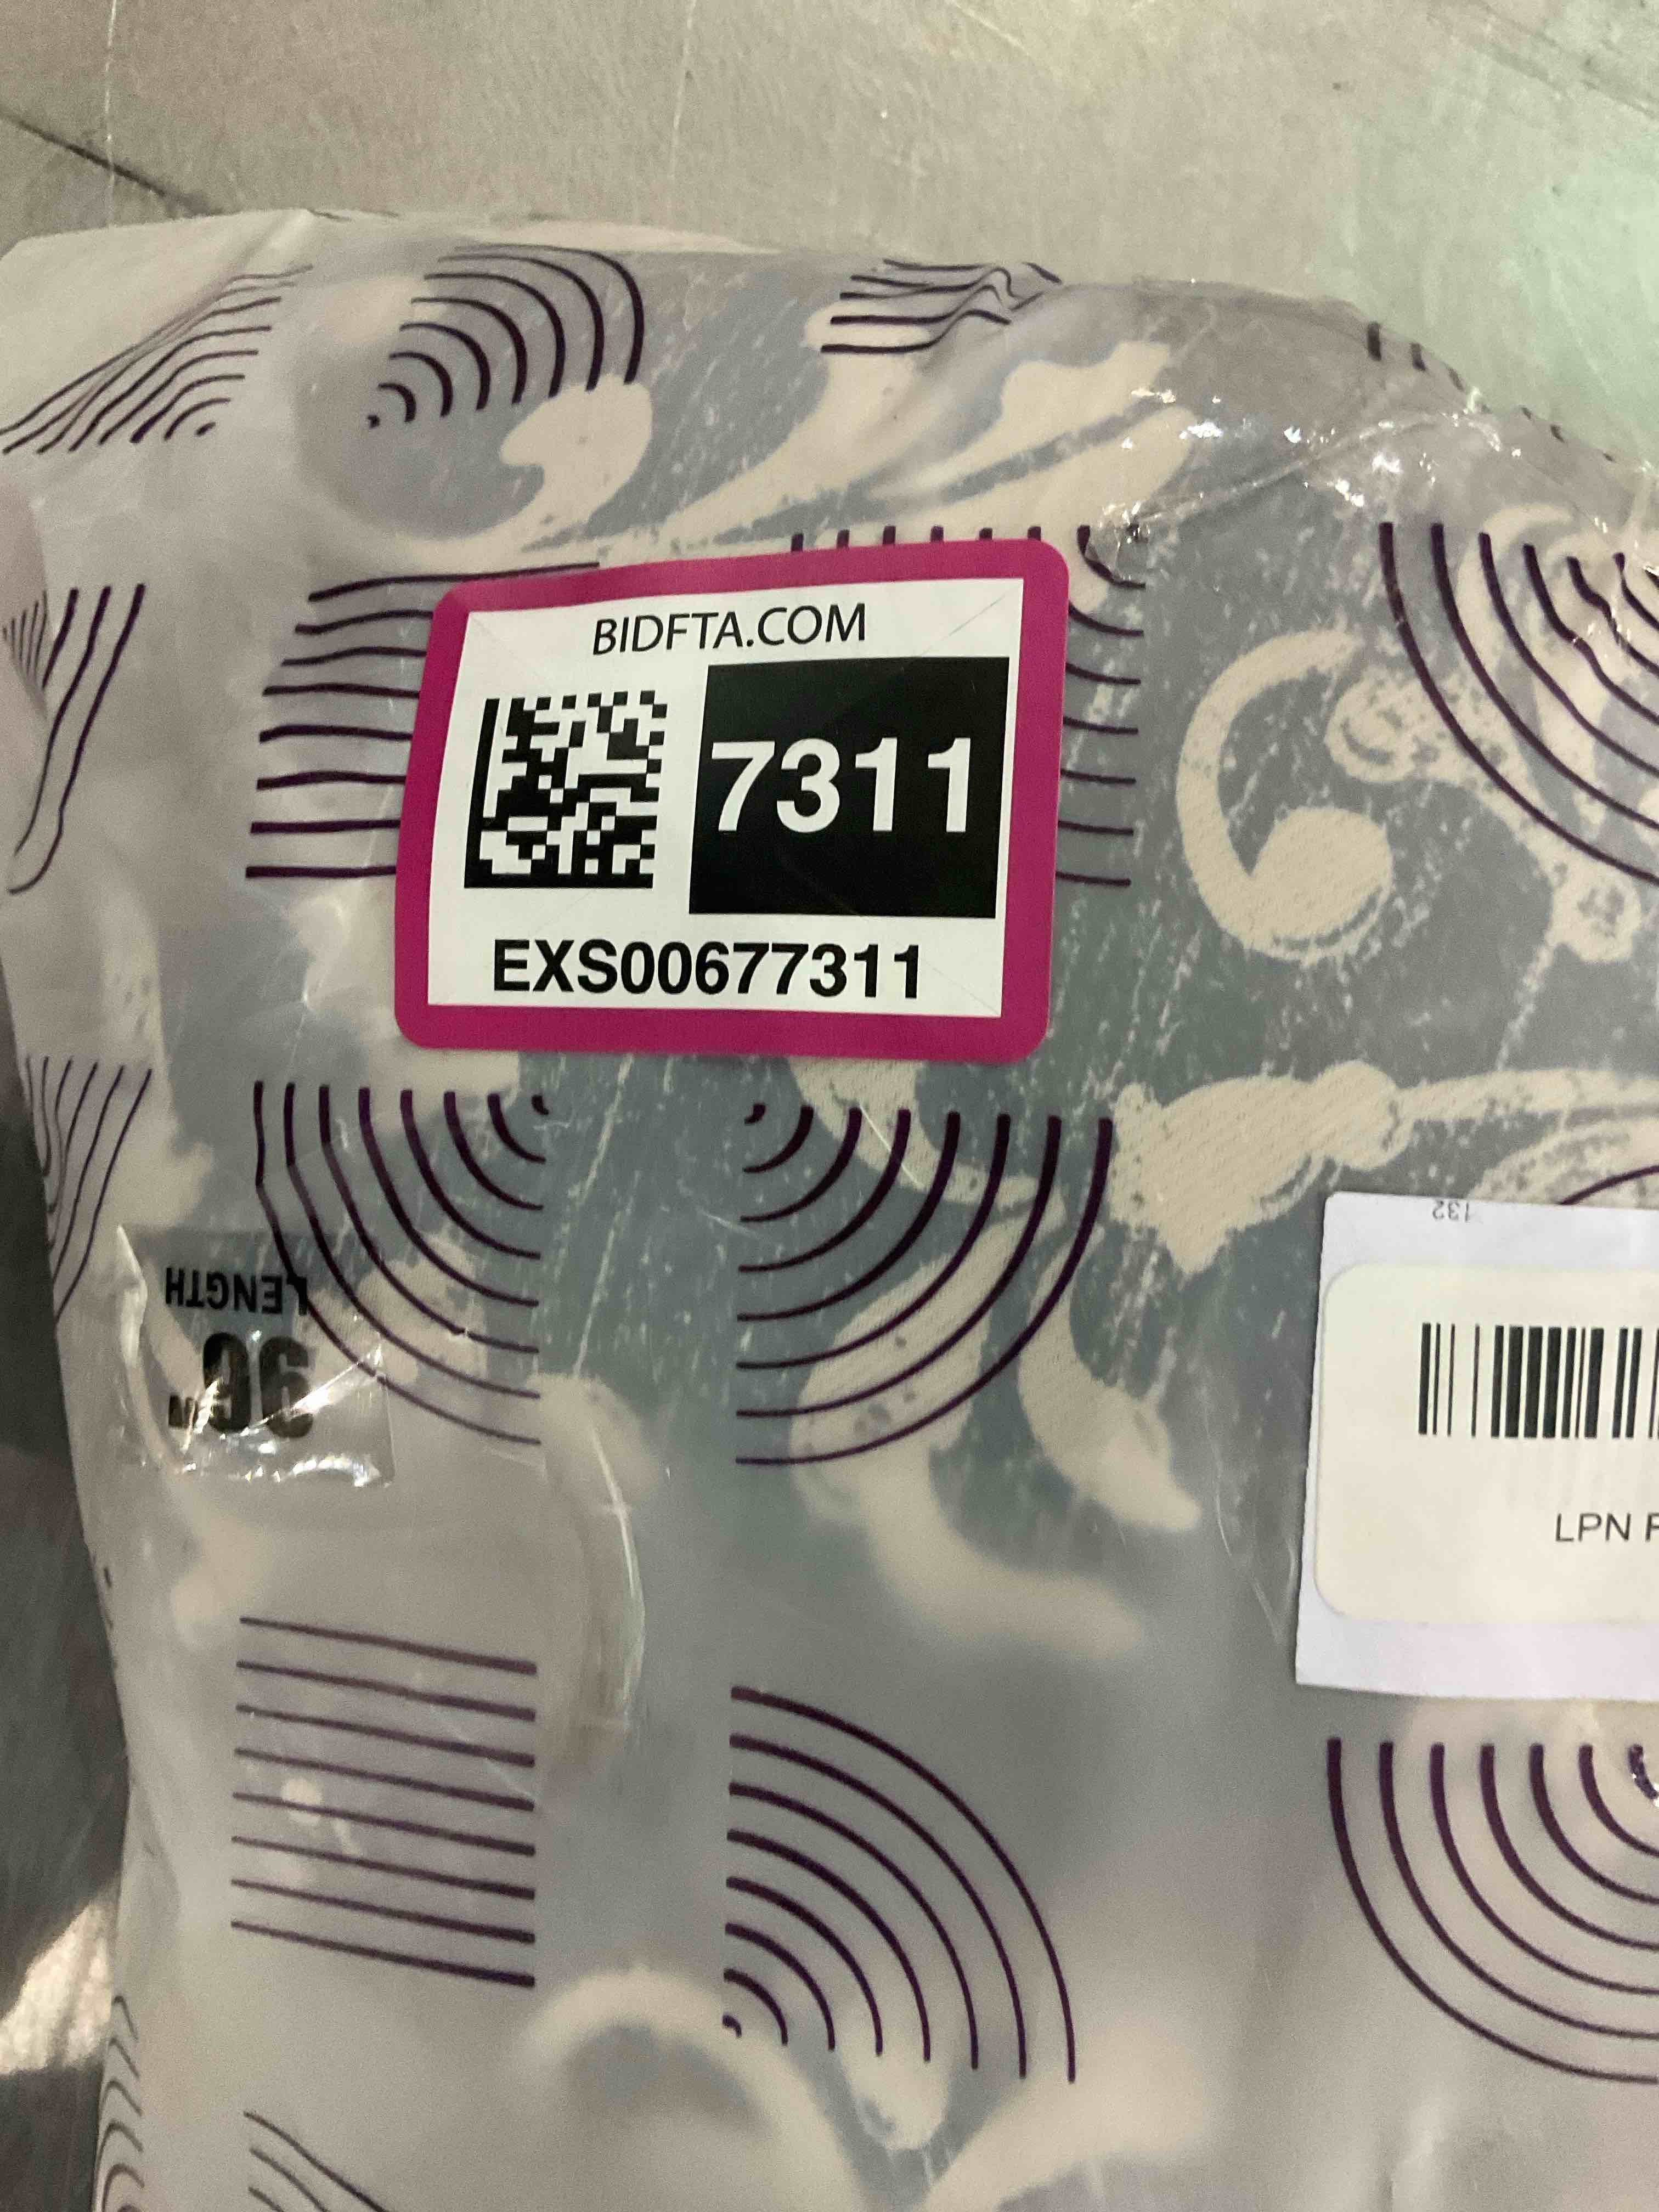 BIDFTA.COM
7311
EXS00677311
96"
LENGTH
132
LPN